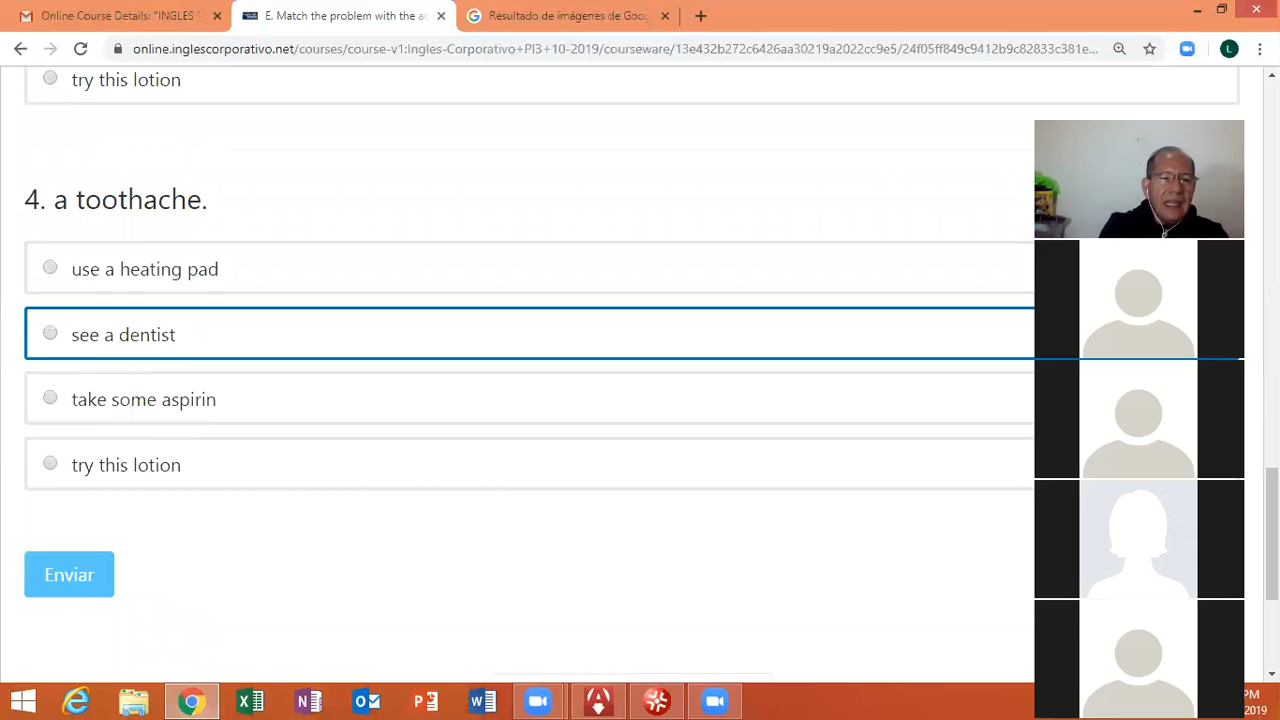 Online Course Details: "INGLES
E. Match the problem with the ac
Resultado de imágenes de Goog
online.inglescorporativo.net/courses/course-v1:Ingles-Corporativo+PI3+10-2019/courseware/13e432b272c6426aa30219a2022cc9e5/24f05ff849c9412b9c82833c381e...
L
try this lotion
4. a toothache.
use a heating pad
see a dentist
take some aspirin
try this lotion
Enviar
PM
2019